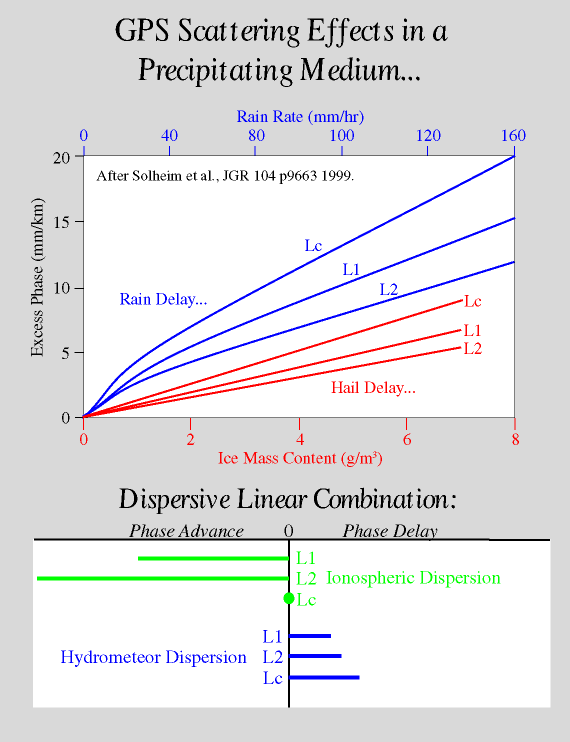 GPS Scattering Effects in a
Precipitating Medium...
Rain Rate (mm/hr)
0 40 80 100 120 160
After Solheim et al., JGR 104 p9663 1999.
Excess Phase (mm/km)
20
15
10
5
0
Lc
L1
L2
Rain Delay...
Lc
L1
L2
Hail Delay...
0 2 4 6 8
Ice Mass Content (g/m³)
Dispersive Linear Combination:
Phase Advance 0 Phase Delay
L1
L2 Ionospheric Dispersion
Lc
L1
Hydrometeor Dispersion L2
Lc